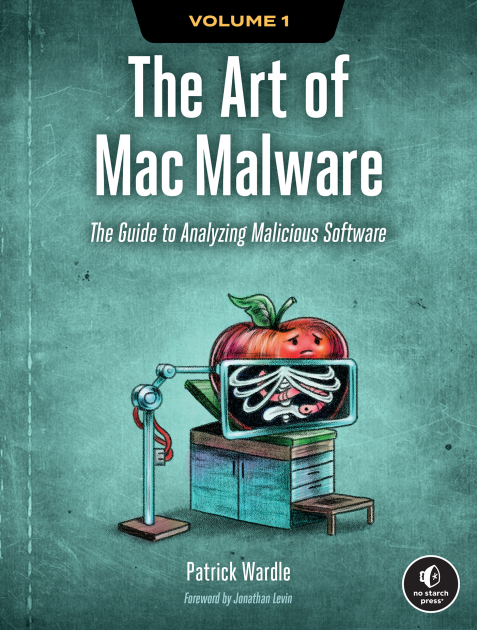 VOLUME 1
The Art of
Mac Malware
The Guide to Analyzing Malicious Software
Patrick Wardle
Foreword by Jonathan Levin
no starch
press®